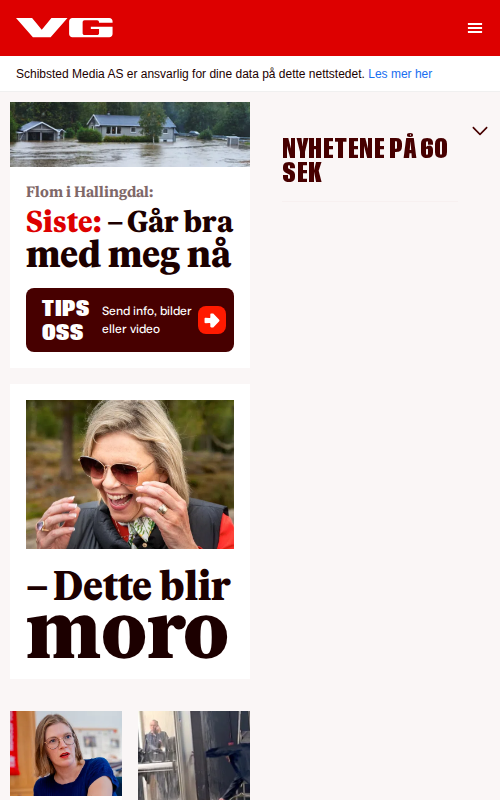 VG
Schibsted Media AS er ansvarlig for dine data på dette nettstedet. Les mer
Flom i Hallingdal:
Siste: – Går bra
med meg nå
TIPS
OSS
Send info, bilder
eller video
– Dette blir
moro
NYHETENE PÅ 60
SEK